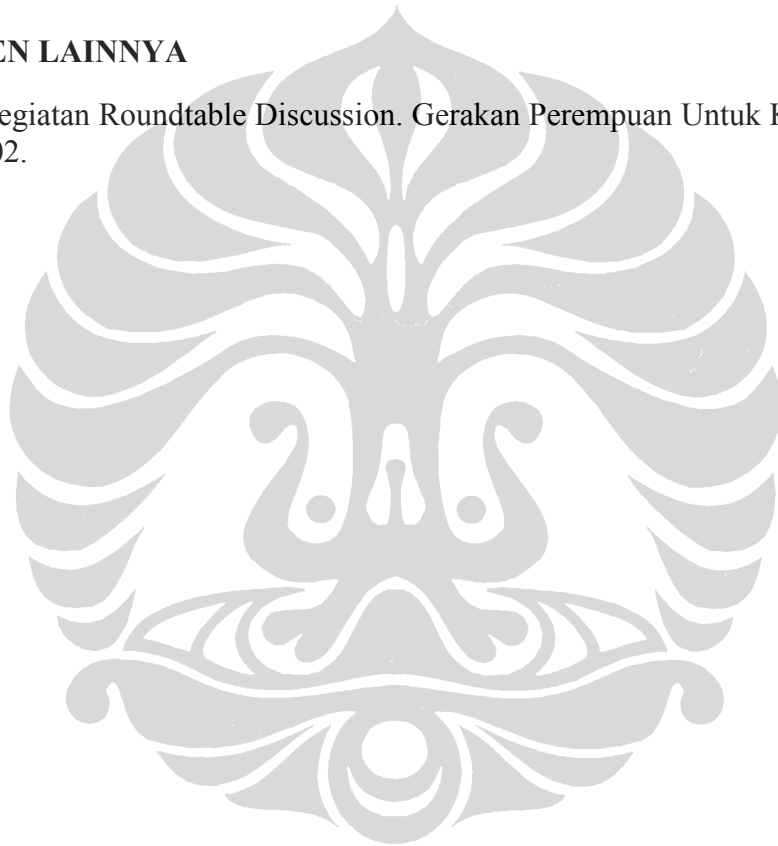 EN LAINNYA
egiatan Roundtable Discussion. Gerakan Perempuan Untuk K
02.